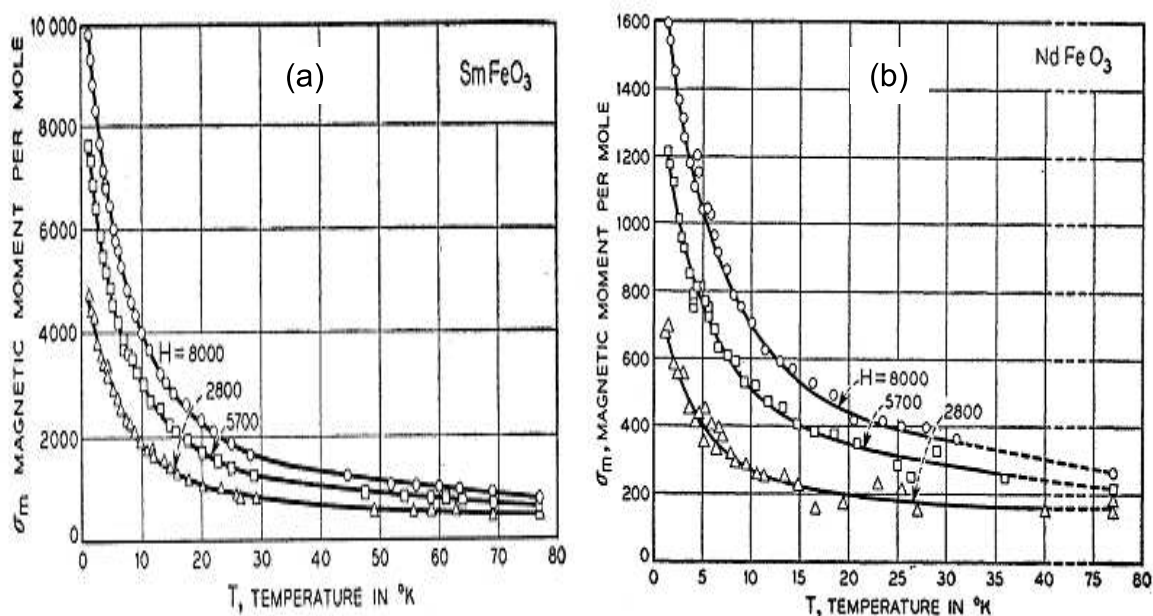 (a)
SmFeO3
10 000
8000
6000
4000
2000
0
σm MAGNETIC MOMENT PER MOLE
H = 8000
2800
5700
0 10 20 30 40 50 60 70 80
T, TEMPERATURE IN °K
(b)
NdFeO3
1600
1400
1200
1000
800
600
400
200
0
σm, MAGNETIC MOMENT PER MOLE
H = 8000
5700
2800
0 5 10 15 20 25 30 35 40 75 80
T, TEMPERATURE IN °K